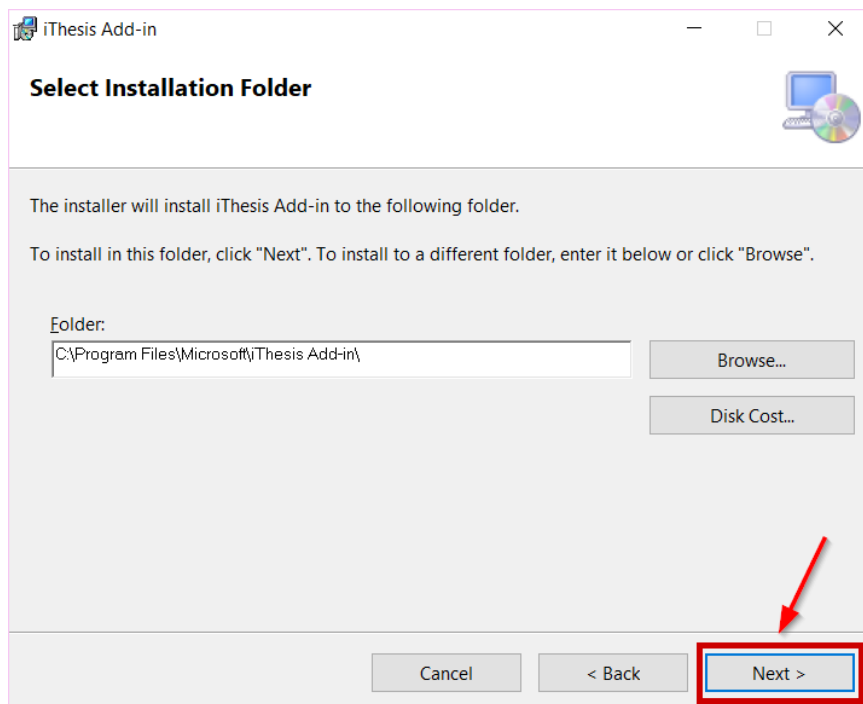 iThesis Add-in
Select Installation Folder
The installer will install iThesis Add-in to the following folder.
To install in this folder, click "Next". To install to a different folder, enter it below or click "Browse".
Folder:
C:\Program Files\Microsoft\iThesis Add-in\
Browse...
Disk Cost...
Cancel
< Back
Next >